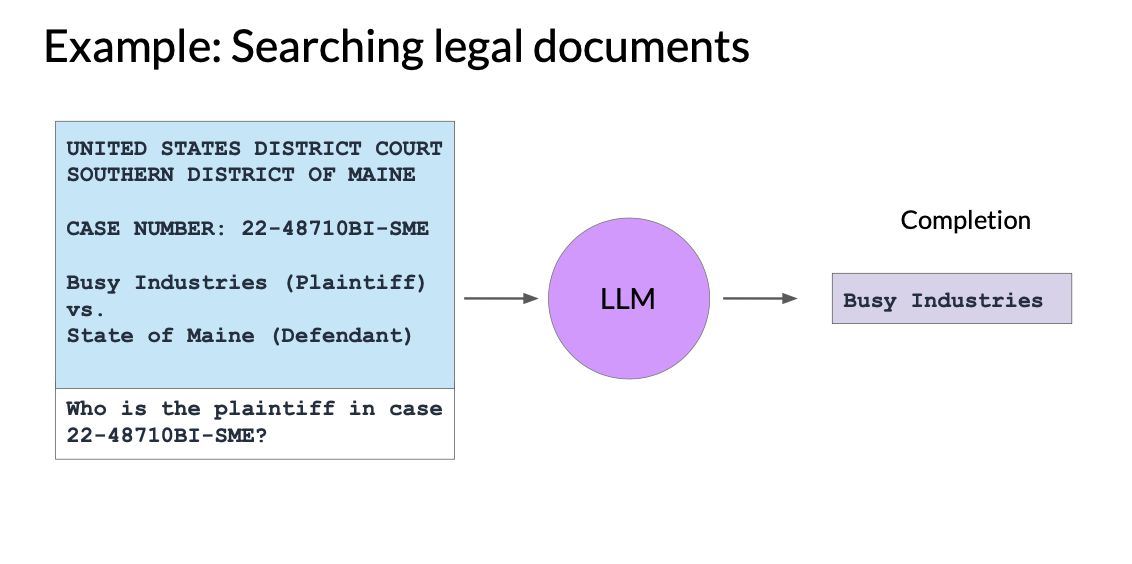 Example: Searching legal documents
UNITED STATES DISTRICT COURT
SOUTHERN DISTRICT OF MAINE
CASE NUMBER: 22-48710BI-SME
Busy Industries (Plaintiff)
vs.
State of Maine (Defendant)
Who is the plaintiff in case
22-48710BI-SME?
LLM
Completion
Busy Industries